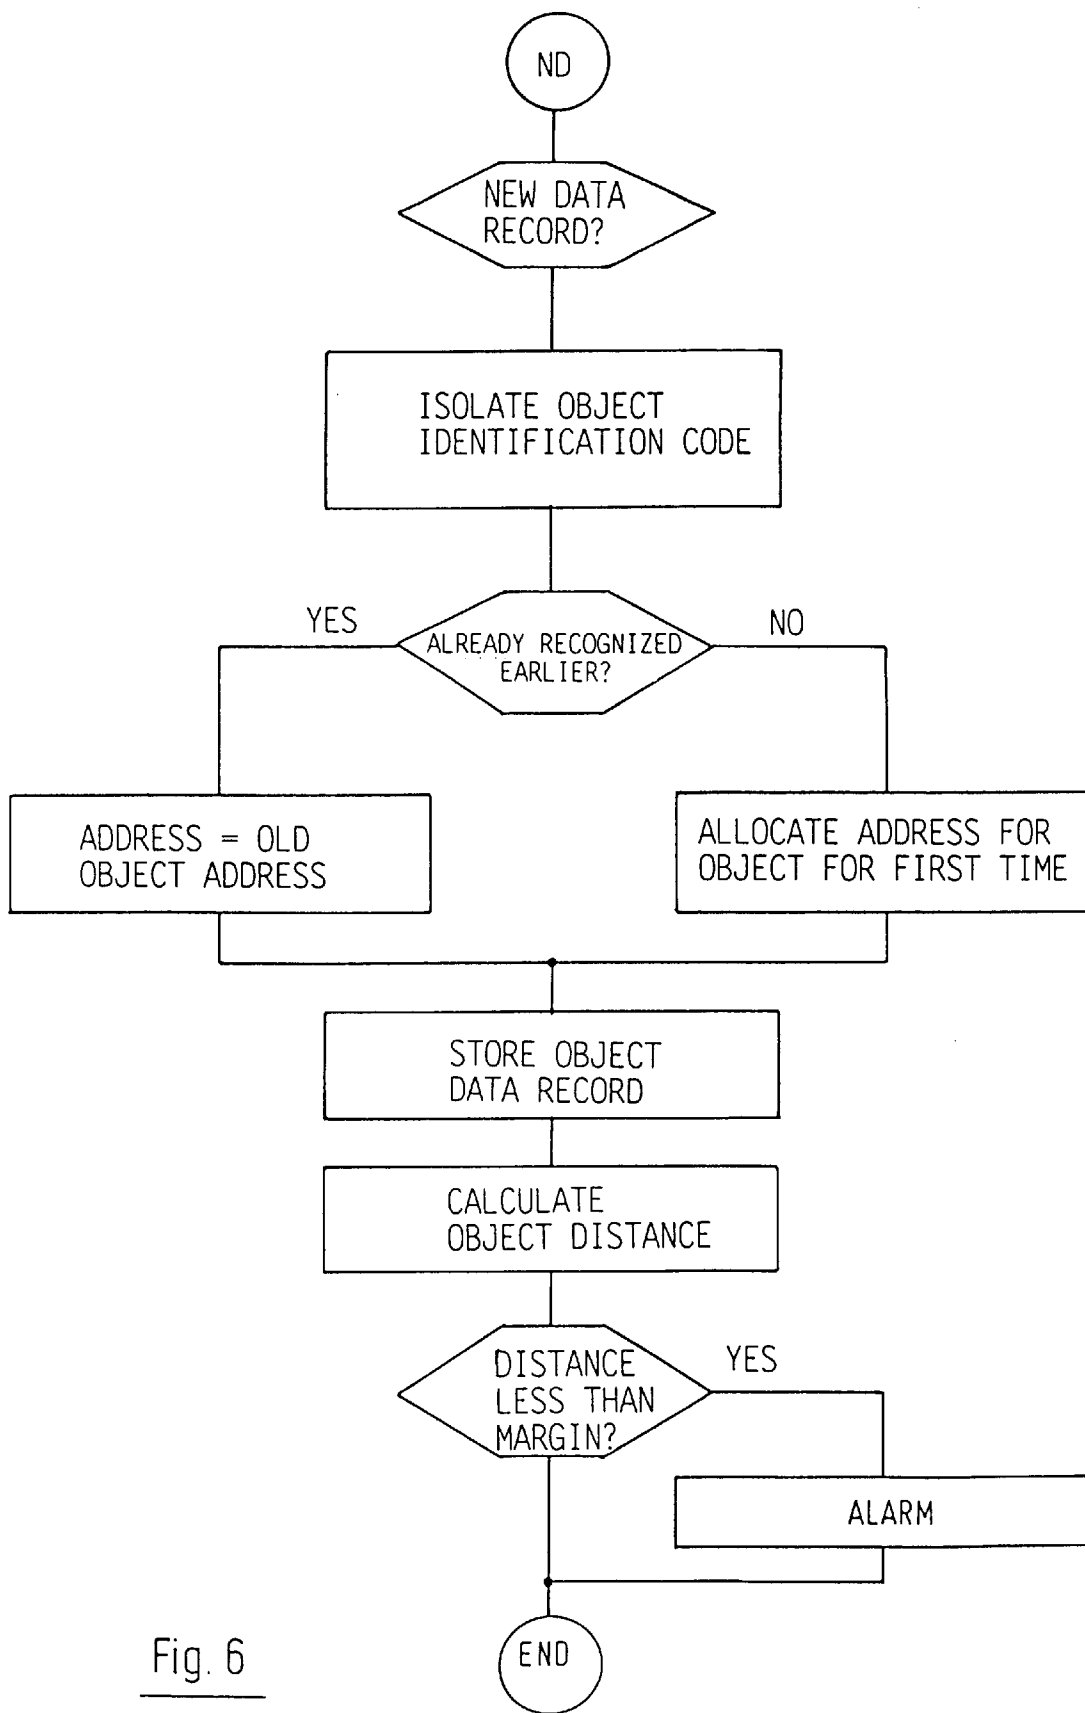 ND
NEW DATA
RECORD?
ISOLATE OBJECT
IDENTIFICATION CODE
YES
NO
ALREADY RECOGNIZED
EARLIER?
ADDRESS = OLD
OBJECT ADDRESS
ALLOCATE ADDRESS FOR
OBJECT FOR FIRST TIME
STORE OBJECT
DATA RECORD
CALCULATE
OBJECT DISTANCE
DISTANCE
LESS THAN
MARGIN?
YES
ALARM
END
Fig. 6